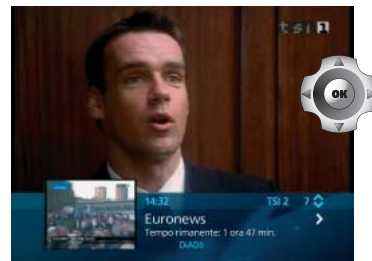 tsi 1
OK
14:32 TSI 2 7
Euronews
Tempo rimanente: 1 ora 47 min.
DiADà